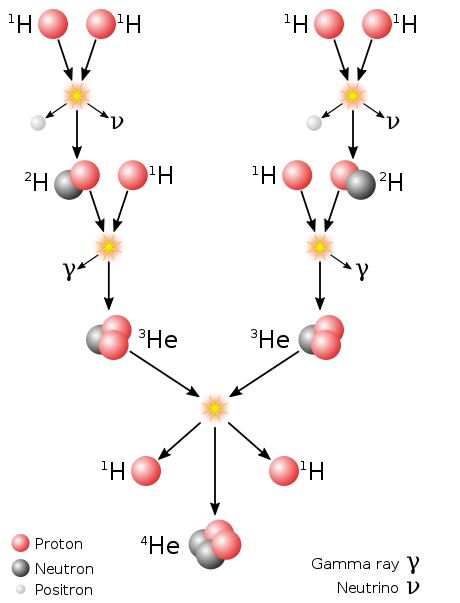 ¹H ¹H ¹H ¹H
ν ν
²H ¹H ¹H ²H
γ γ
³He ³He
¹H ¹H
⁴He
Proton
Neutron
Positron
Gamma ray γ
Neutrino ν